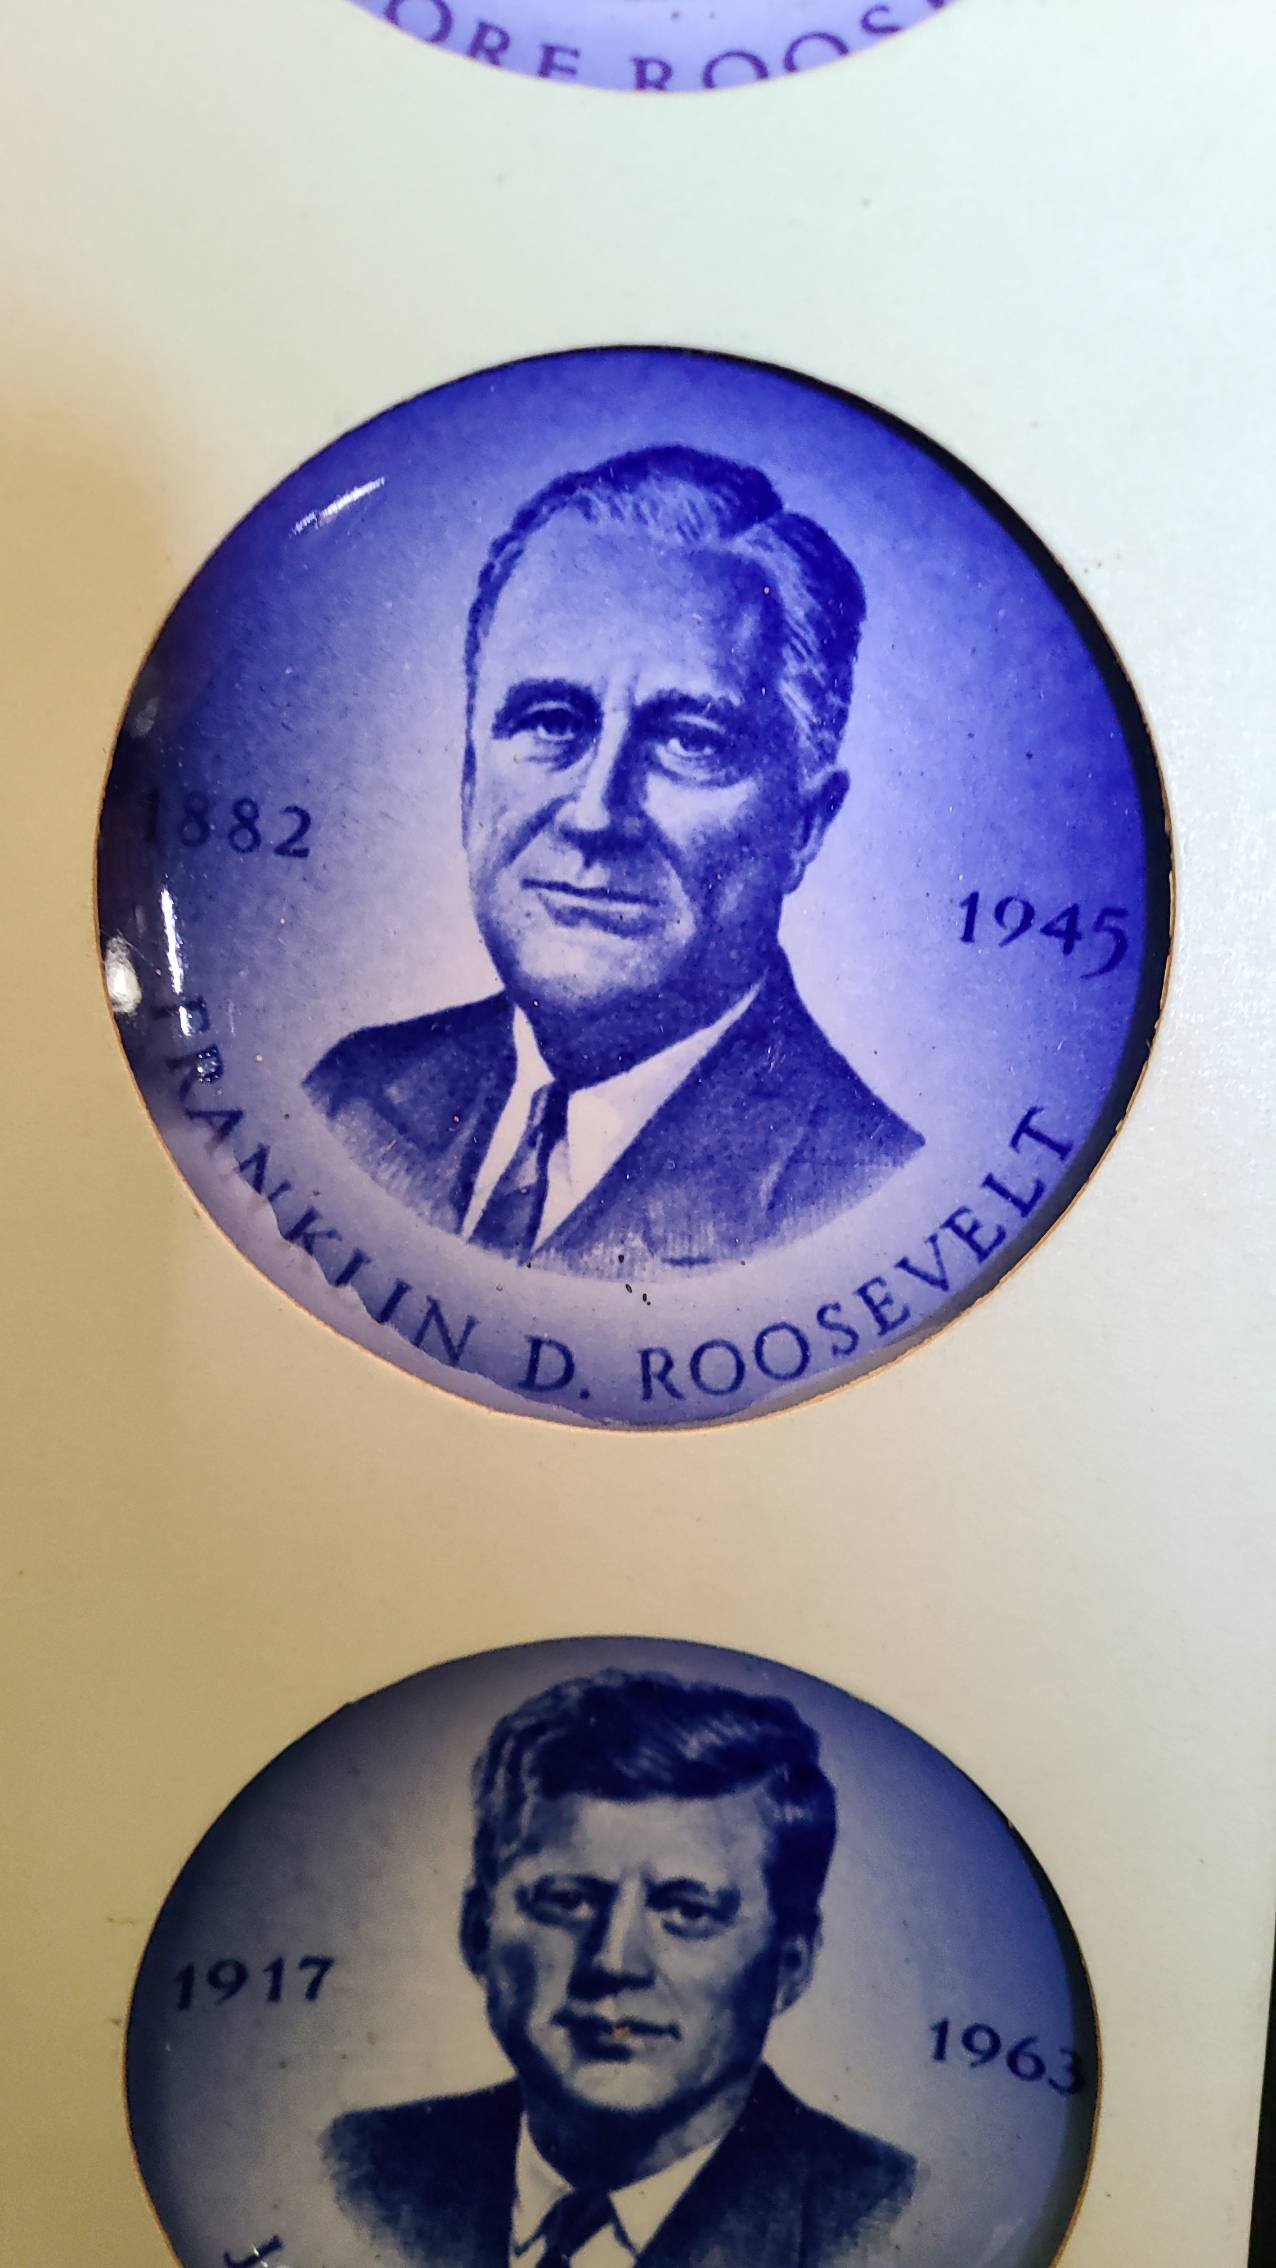 ORE ROOS
1882
1945
FRANKLIN D. ROOSEVELT
1917
1963
J